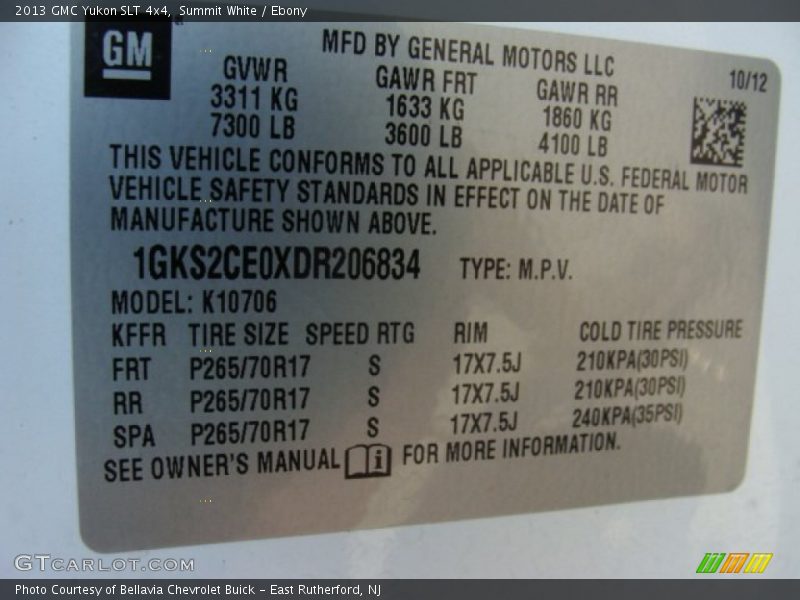 2013 GMC Yukon SLT 4x4, Summit White / Ebony
GM
MFD BY GENERAL MOTORS LLC
GVWR GAWR FRT GAWR RR 10/12
3311 KG 1633 KG 1860 KG
7300 LB 3600 LB 4100 LB
THIS VEHICLE CONFORMS TO ALL APPLICABLE U.S. FEDERAL MOTOR
VEHICLE SAFETY STANDARDS IN EFFECT ON THE DATE OF
MANUFACTURE SHOWN ABOVE.
1GKS2CE0XDR206834 TYPE: M.P.V.
MODEL: K10706
KFFR TIRE SIZE SPEED RTG RIM COLD TIRE PRESSURE
FRT P265/70R17 S 17X7.5J 210KPA(30PSI)
RR P265/70R17 S 17X7.5J 210KPA(30PSI)
SPA P265/70R17 S 17X7.5J 240KPA(35PSI)
SEE OWNER'S MANUAL i FOR MORE INFORMATION.
GTCARLOT.COM
Photo Courtesy of Bellavia Chevrolet Buick - East Rutherford, NJ